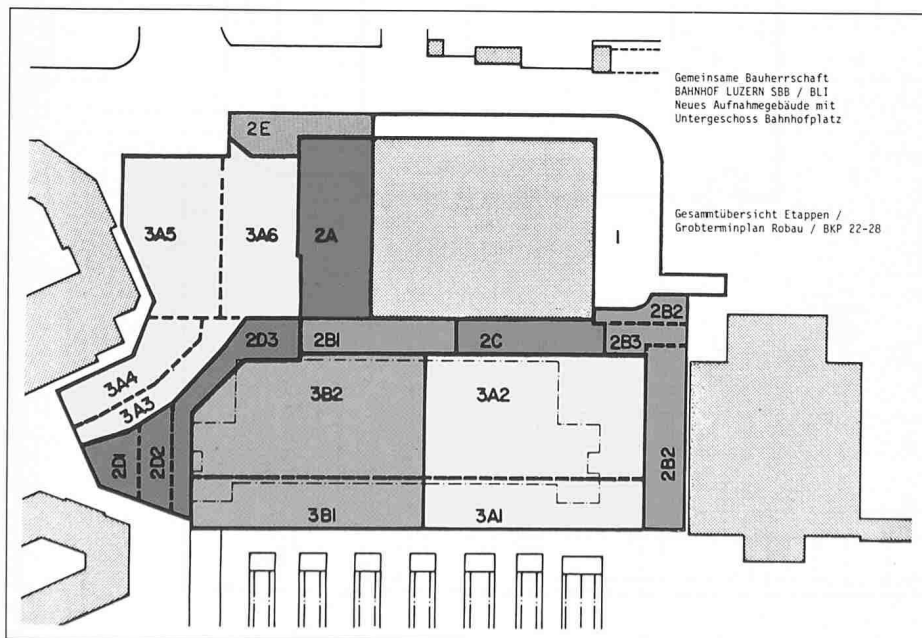 Gemeinsame Bauherrschaft
BAHNHOF LUZERN SBB / BLI
Neues Aufnahmegebäude mit
Untergeschoss Bahnhofplatz
Gesammtübersicht Etappen /
Grobterminplan Robau / BKP 22-28
2E
3A5
3A6
2A
1
2B2
2D3
2B1
2C
2B3
3A4
3A3
3B2
3A2
2D1
2D2
2B2
3B1
3A1